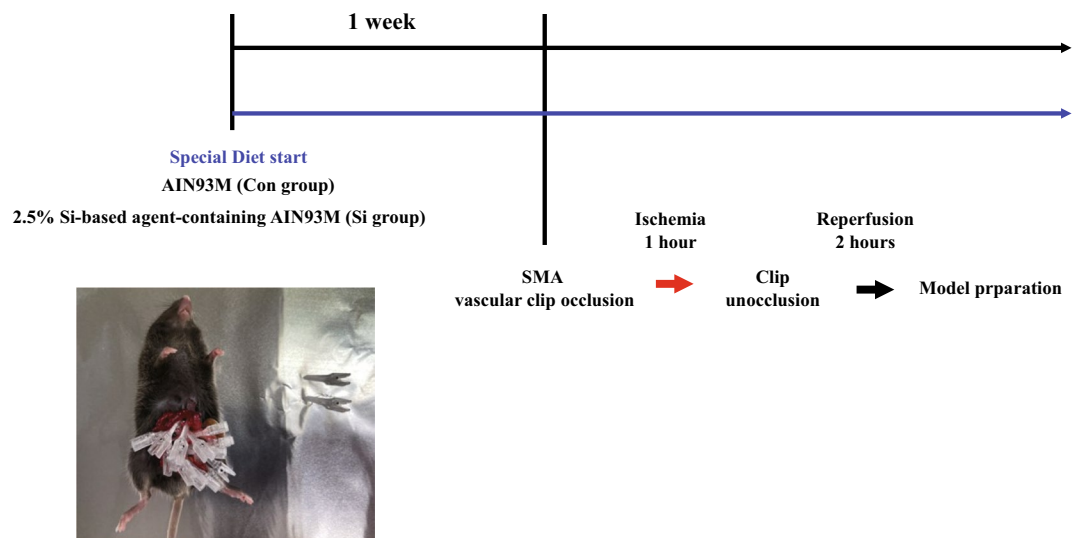 1 week
Special Diet start
AIN93M (Con group)
2.5% Si-based agent-containing AIN93M (Si group)
Ischemia
1 hour
Reperfusion
2 hours
SMA
vascular clip occlusion
Clip
unocclusion
Model prparation